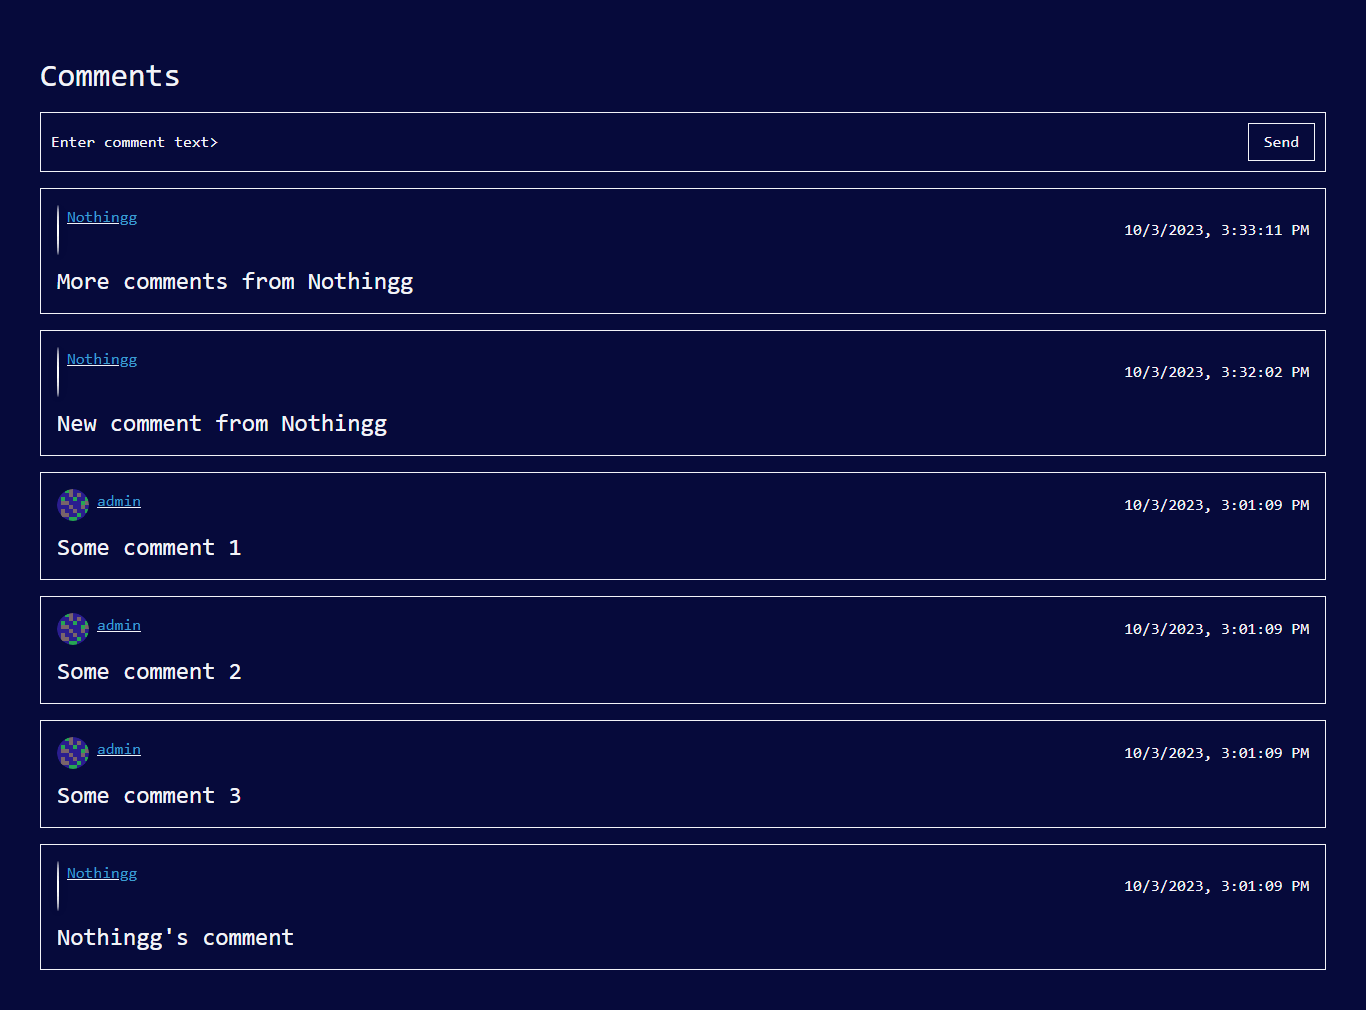 Comments
Enter comment text>
Send
Nothingg
10/3/2023, 3:33:11 PM
More comments from Nothingg
Nothingg
10/3/2023, 3:32:02 PM
New comment from Nothingg
admin
10/3/2023, 3:01:09 PM
Some comment 1
admin
10/3/2023, 3:01:09 PM
Some comment 2
admin
10/3/2023, 3:01:09 PM
Some comment 3
Nothingg
10/3/2023, 3:01:09 PM
Nothingg's comment